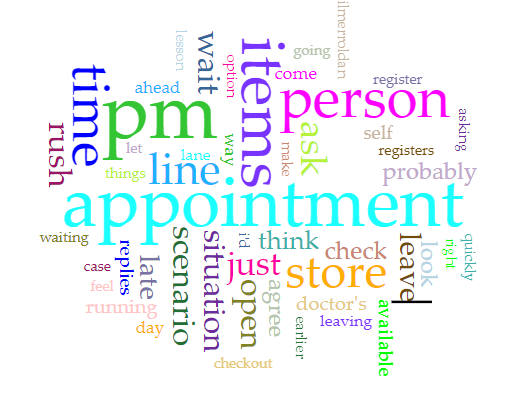 ilmerroldan
lesson
wait
option
items
going
come
person
register
time
ahead
pm
ask
self
asking
rush
let
lane
way
make
registers
things
line
probably
appointment
waiting
replies
scenario
situation
i'd
think
check
leave
look
right
quickly
case
late
just
store
feel
open
agree
doctor's
running
day
earlier
leaving
available
checkout